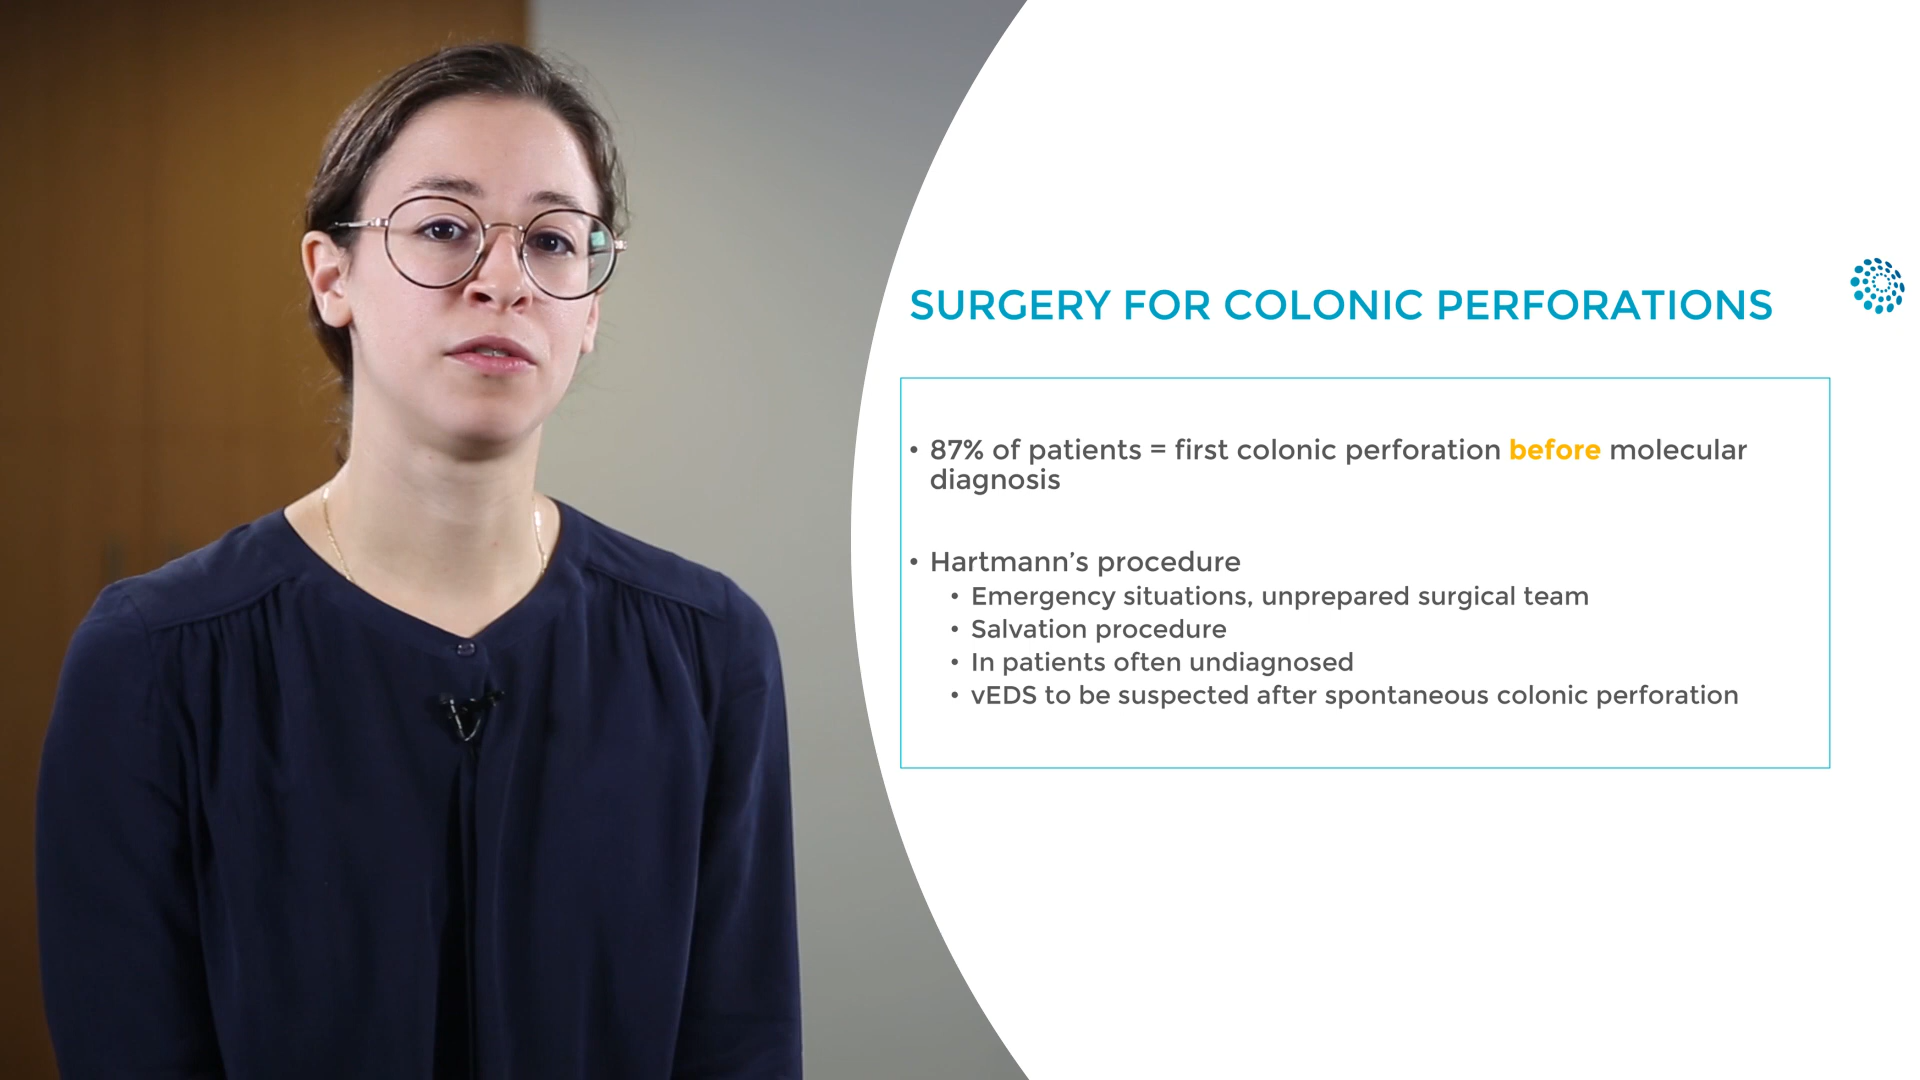 SURGERY FOR COLONIC PERFORATIONS
• 87% of patients = first colonic perforation before molecular
diagnosis
• Hartmann’s procedure
• Emergency situations, unprepared surgical team
• Salvation procedure
• In patients often undiagnosed
• vEDS to be suspected after spontaneous colonic perforation